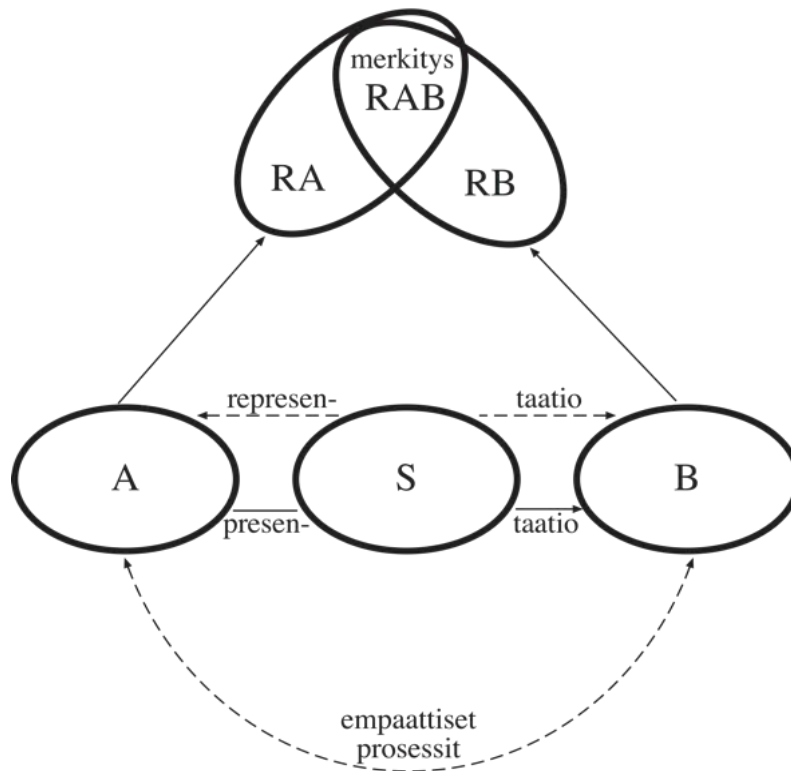 merkitys
RAB
RA
RB
represen-
taatio
A
S
B
presen-
taatio
empaattiset
prosessit